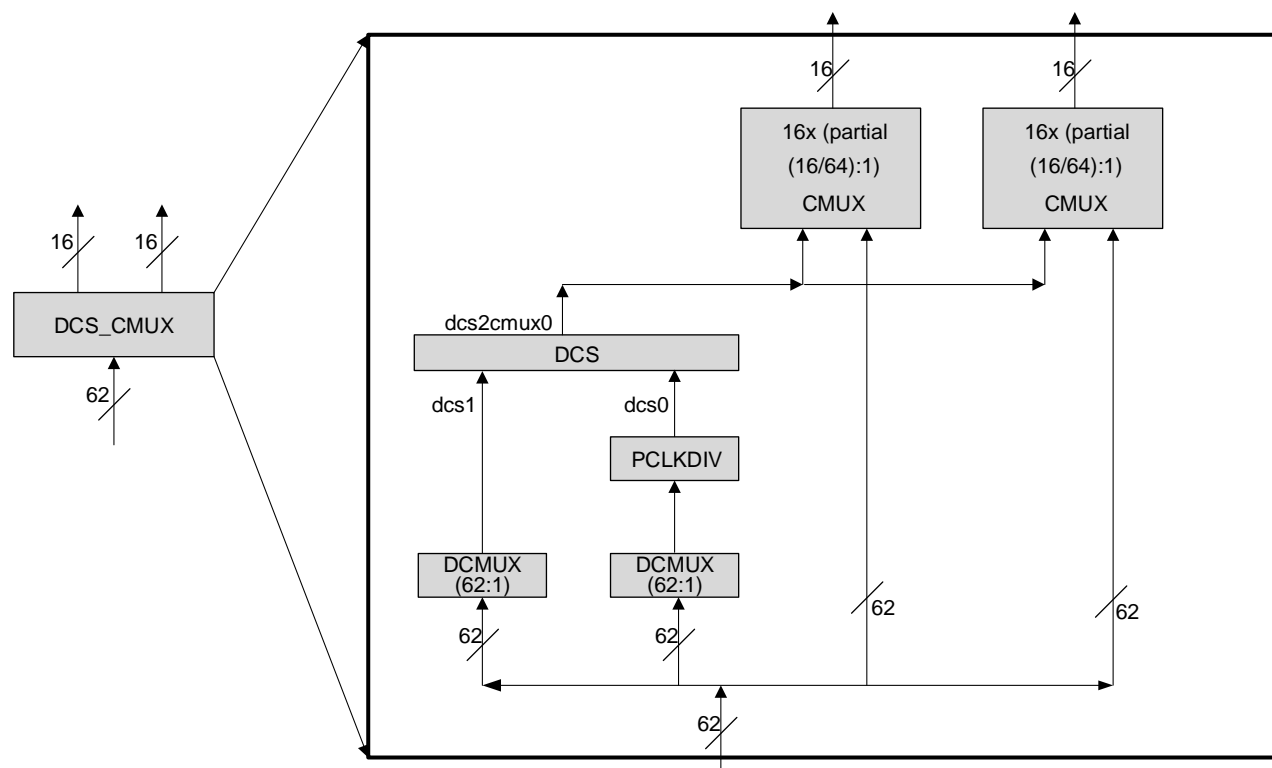 16
16
16x (partial
(16/64):1)
CMUX
16x (partial
(16/64):1)
CMUX
16
16
DCS_CMUX
62
dcs2cmux0
DCS
dcs1
dcs0
PCLKDIV
DCMUX
(62:1)
DCMUX
(62:1)
62
62
62
62
62